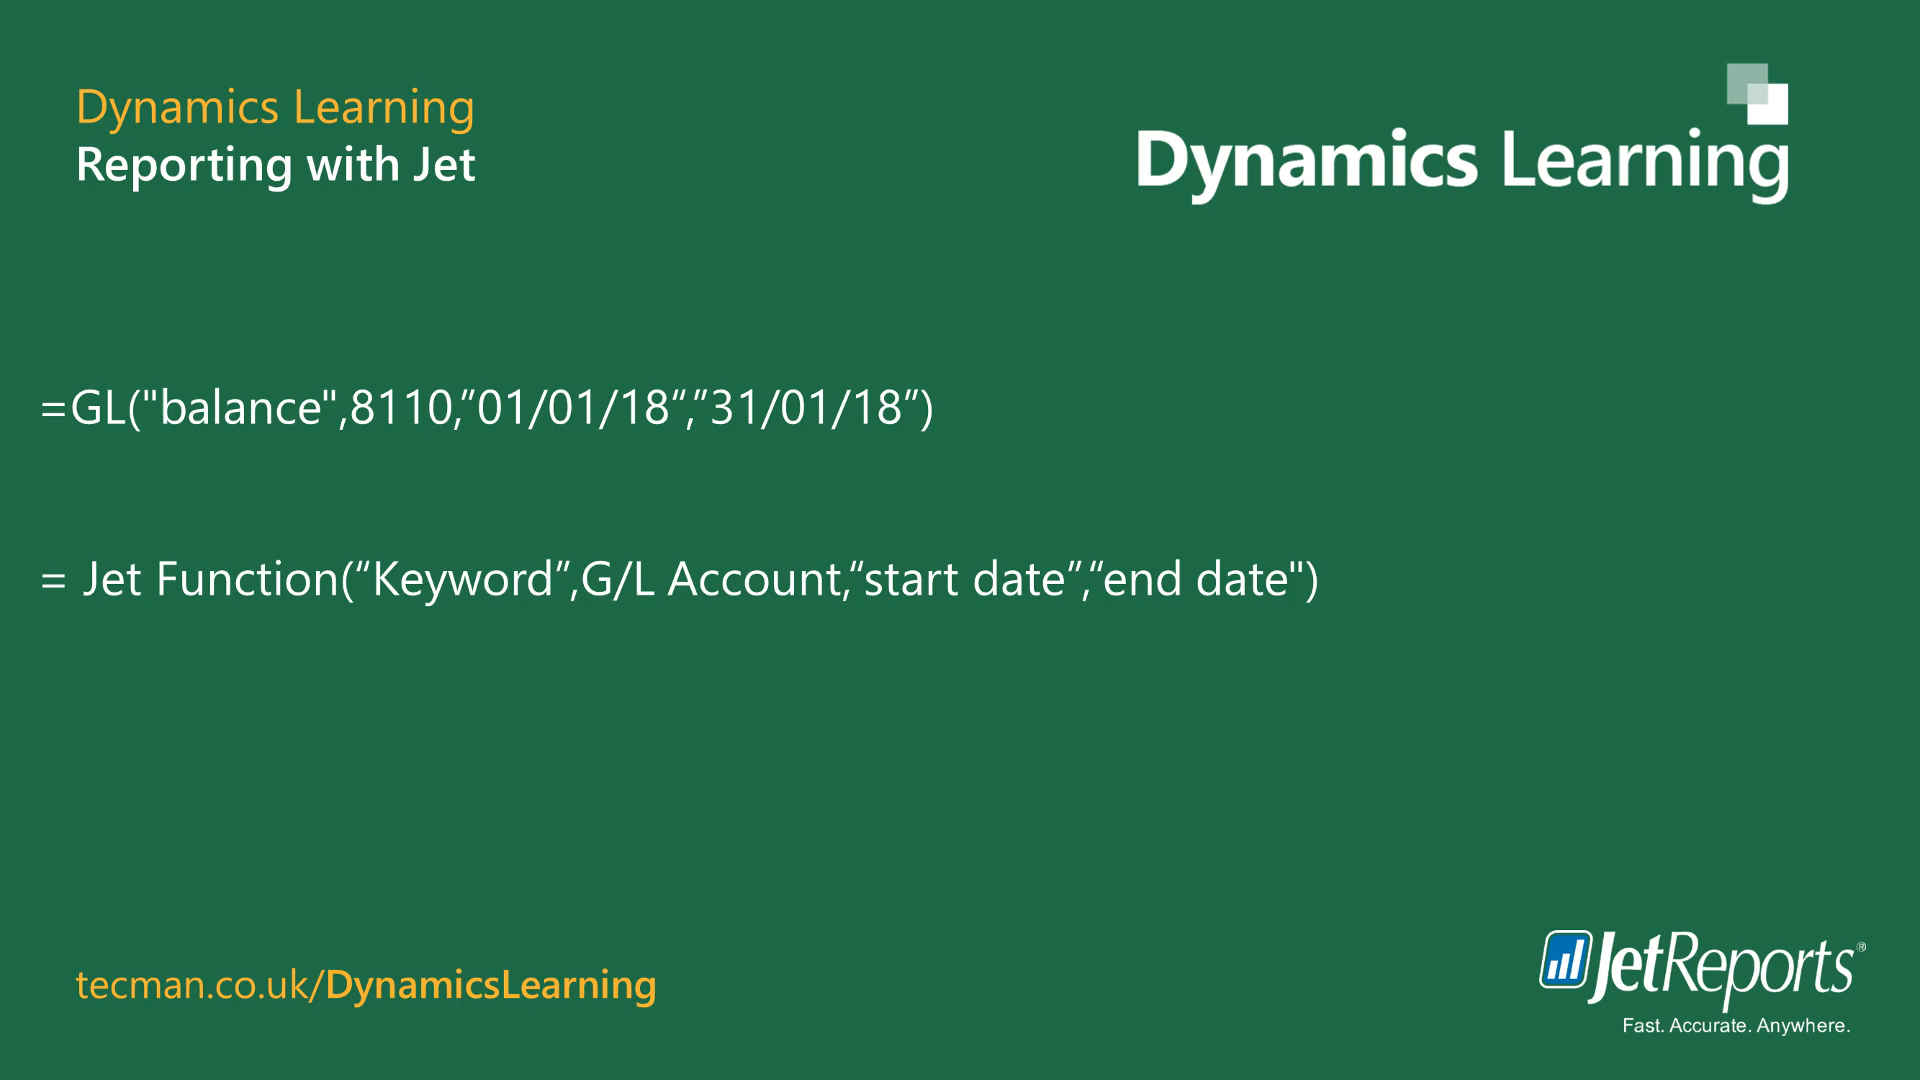 Dynamics Learning
Reporting with Jet
Dynamics Learning
=GL("balance",8110,”01/01/18“,”31/01/18”)
= Jet Function(“Keyword”,G/L Account,“start date”,“end date")
tecman.co.uk/DynamicsLearning
JetReports®
Fast. Accurate. Anywhere.